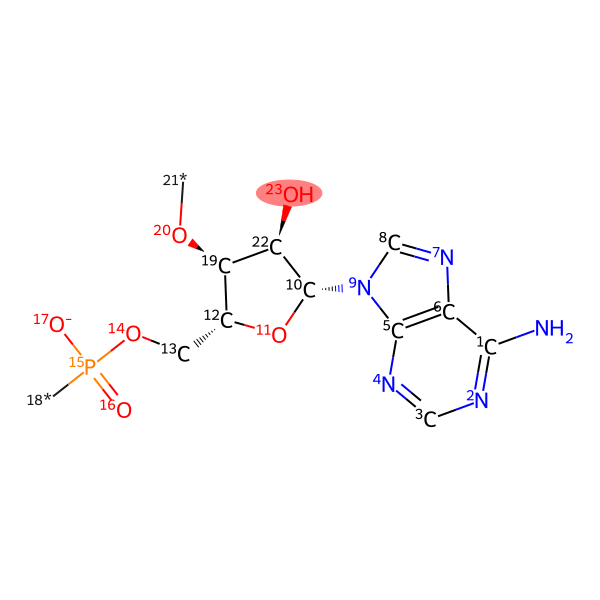 21*
23OH
20O
22C
8C
7N
19C
10C
9N
6C
17O-
14O
12C
11O
5C
1C
NH2
15P
13C
4N
2N
18*
16O
3C